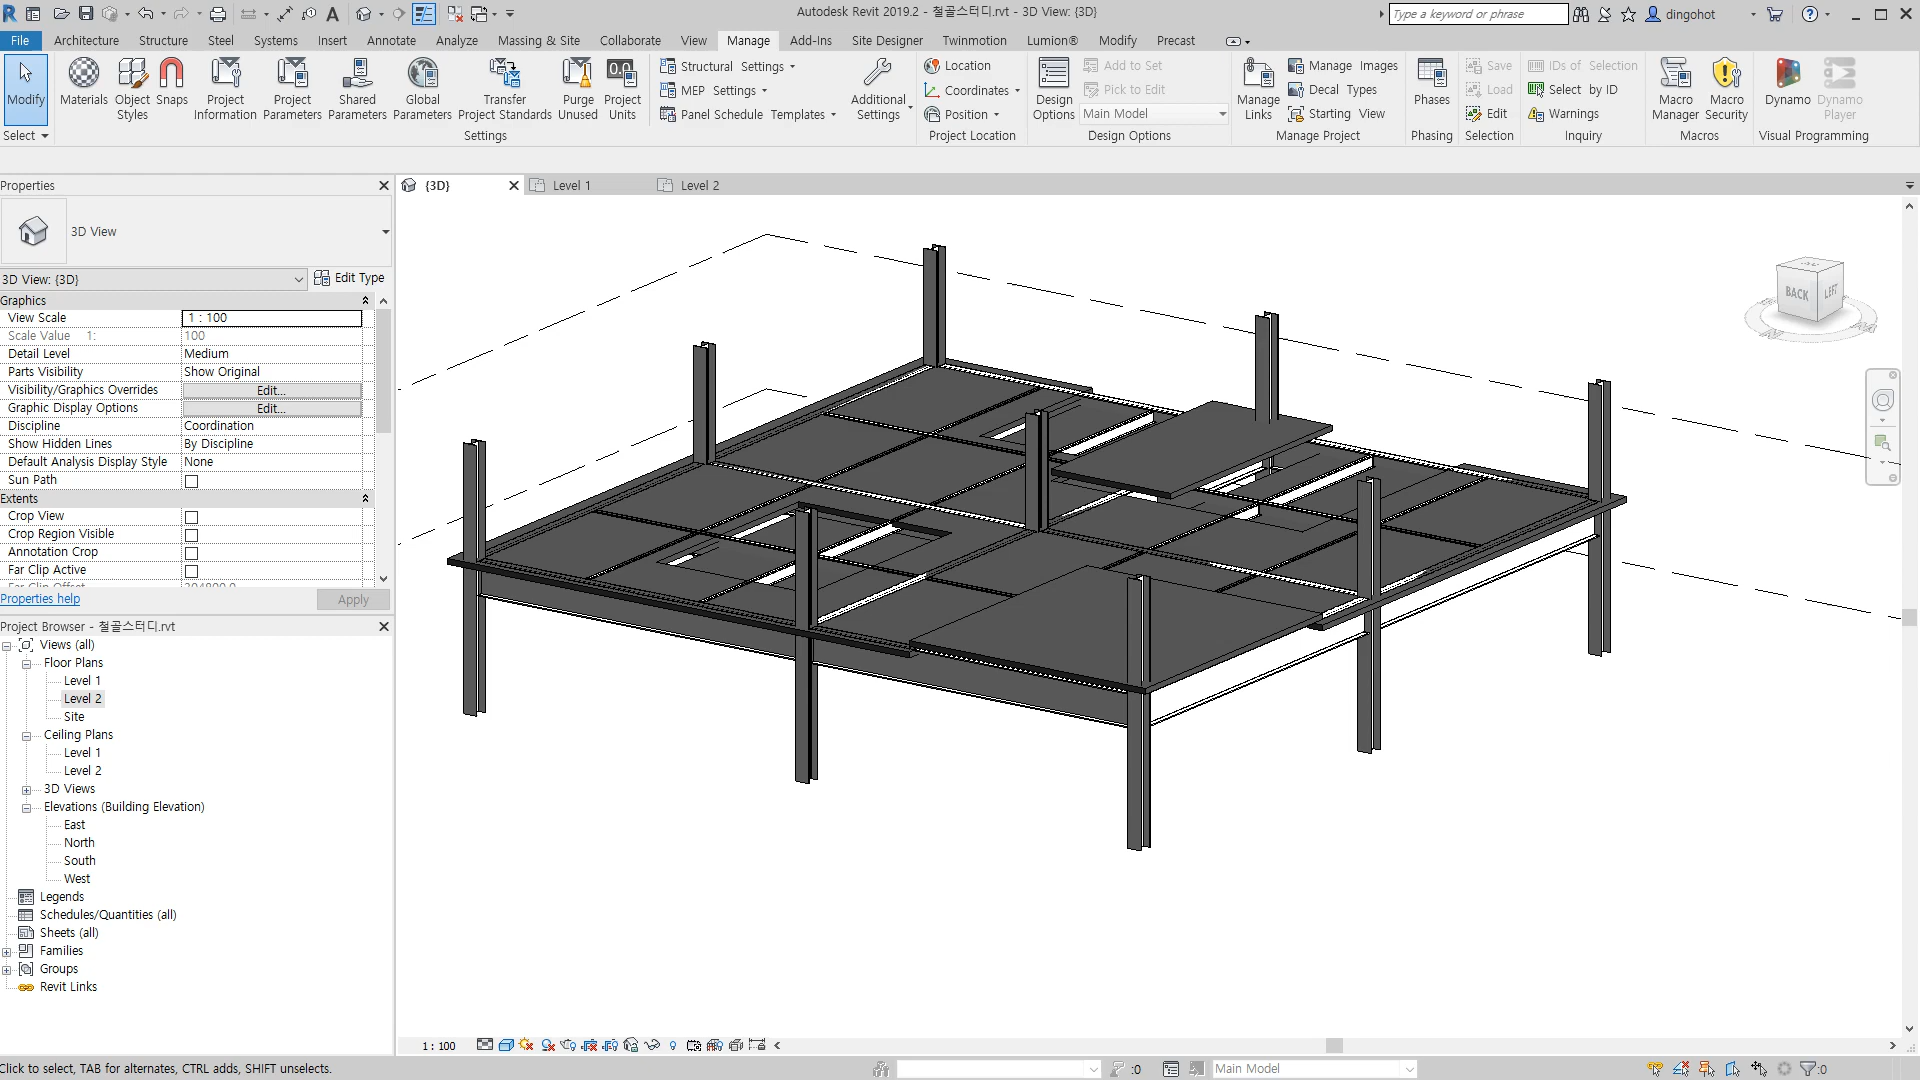 Autodesk Revit 2019.2 - 철골스터디.rvt - 3D View: {3D}
Type a keyword or phrase
dingohot
File Architecture Structure Steel Systems Insert Annotate Analyze Massing & Site Collaborate View Manage Add-Ins Site Designer Twinmotion Lumion® Modify Precast
Modify
Select
Materials
Object Styles
Snaps
Project Information
Project Parameters
Shared Parameters
Global Parameters
Transfer Project Standards
Purge Unused
Project Units
Structural Settings
MEP Settings
Panel Schedule Templates
Additional Settings
Settings
Location
Coordinates
Position
Project Location
Design Options
Add to Set
Pick to Edit
Main Model
Design Options
Manage Links
Manage Images
Decal Types
Starting View
Manage Project
Phases
Phasing
Save
Load
Edit
Selection
IDs of Selection
Select by ID
Warnings
Inquiry
Macro Manager
Macro Security
Macros
Dynamo
Dynamo Player
Visual Programming
Properties
3D View
3D View: {3D}
Edit Type
Graphics
View Scale 1 : 100
Scale Value 1: 100
Detail Level Medium
Parts Visibility Show Original
Visibility/Graphics Overrides Edit...
Graphic Display Options Edit...
Discipline Coordination
Show Hidden Lines By Discipline
Default Analysis Display Style None
Sun Path
Extents
Crop View
Crop Region Visible
Annotation Crop
Far Clip Active
Properties help
Apply
Project Browser - 철골스터디.rvt
Views (all)
Floor Plans
Level 1
Level 2
Site
Ceiling Plans
Level 1
Level 2
3D Views
Elevations (Building Elevation)
East
North
South
West
Legends
Schedules/Quantities (all)
Sheets (all)
Families
Groups
Revit Links
{3D}
Level 1
Level 2
BACK
LEFT
1 : 100
Click to select, TAB for alternates, CTRL adds, SHIFT unselects.
:0
Main Model
:0